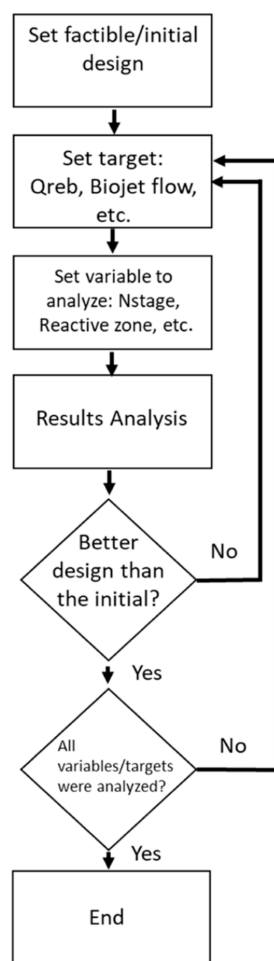 Set factible/initial
design
Set target:
Qreb, Biojet flow,
etc.
Set variable to
analyze: Nstage,
Reactive zone, etc.
Results Analysis
Better
design than
the initial?
No
Yes
All
variables/targets
were analyzed?
No
Yes
End